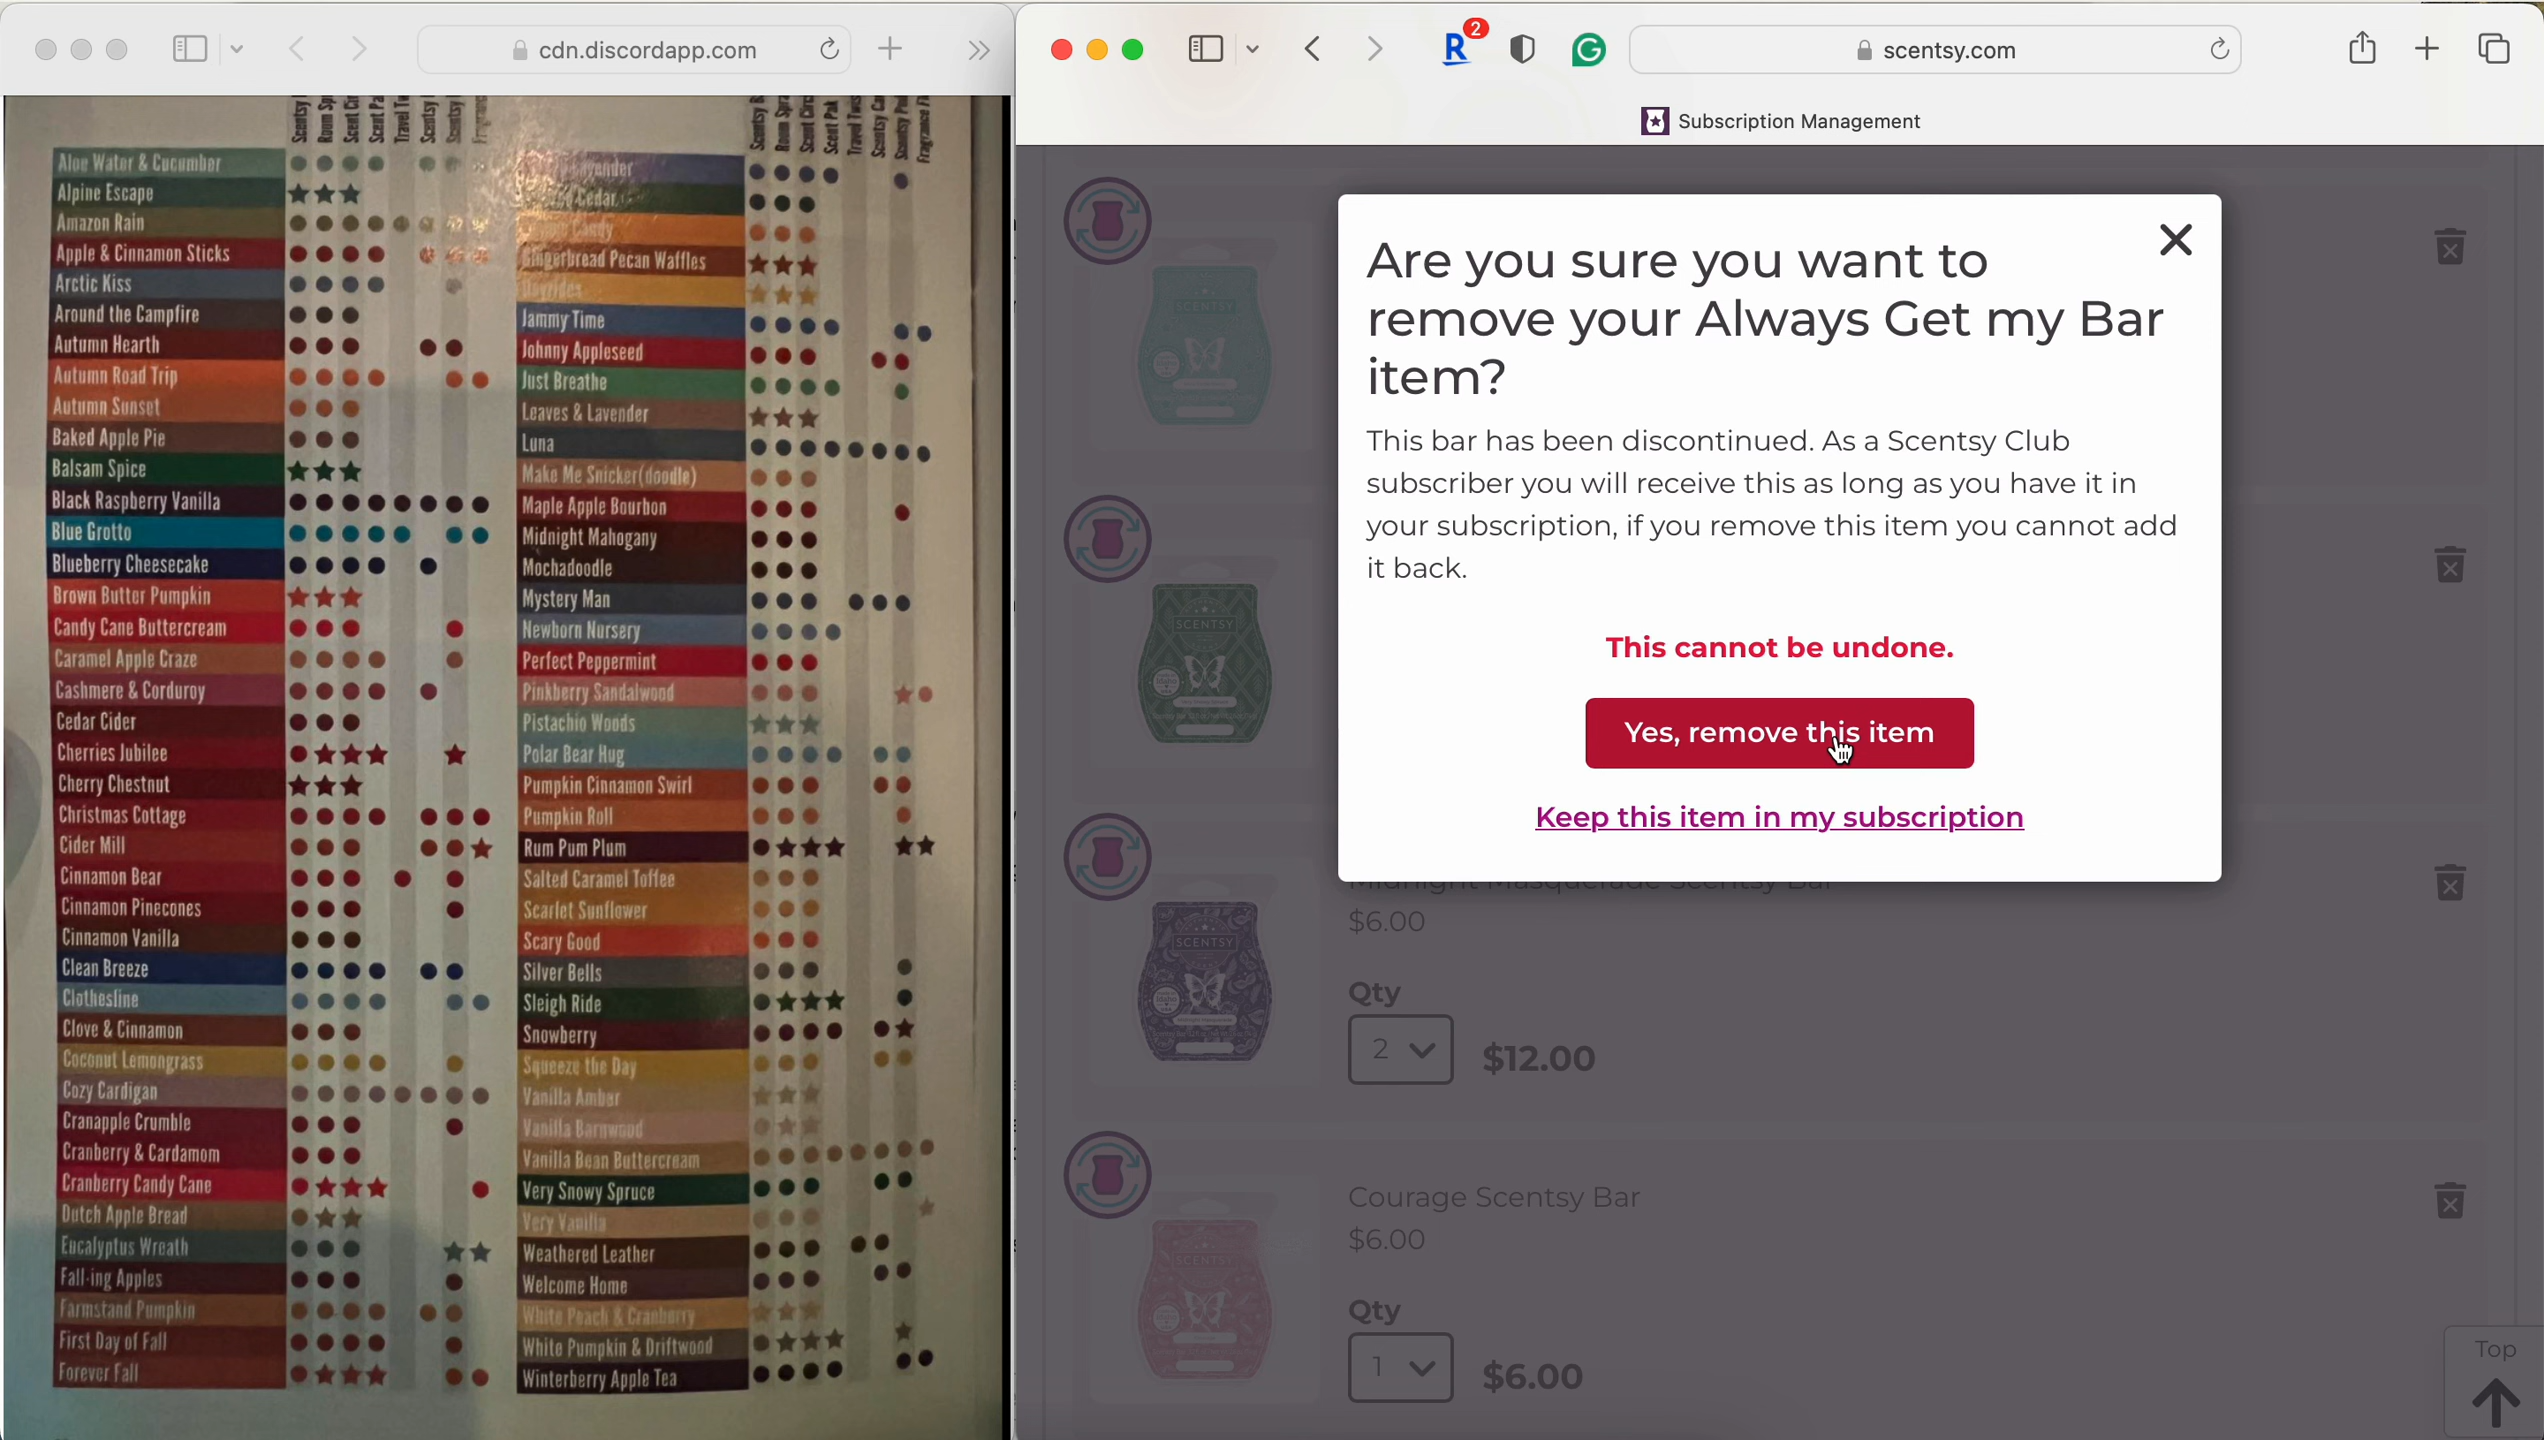 cdn.discordapp.com
scentsy.com
2
Subscription Management
Aloe Water & Cucumber
Alpine Escape
Amazon Rain
Apple & Cinnamon Sticks
Arctic Kiss
Around the Campfire
Autumn Hearth
Autumn Road Trip
Autumn Sunset
Baked Apple Pie
Balsam Spice
Black Raspberry Vanilla
Blue Grotto
Blueberry Cheesecake
Brown Butter Pumpkin
Candy Cane Buttercream
Caramel Apple Craze
Cashmere & Corduroy
Cedar Cider
Cherries Jubilee
Cherry Chestnut
Christmas Cottage
Cider Mill
Cinnamon Bear
Cinnamon Pinecones
Cinnamon Vanilla
Clean Breeze
Clothesline
Clove & Cinnamon
Coconut Lemongrass
Cozy Cardigan
Cranapple Crumble
Cranberry & Cardamom
Cranberry Candy Cane
Dutch Apple Bread
Eucalyptus Wreath
Fall-ing Apples
Farmstand Pumpkin
First Day of Fall
Forever Fall
Cedar
Candy
Gingerbread Pecan Waffles
Hayrides
Jammy Time
Johnny Appleseed
Just Breathe
Leaves & Lavender
Luna
Make Me Snicker(doodle)
Maple Apple Bourbon
Midnight Mahogany
Mochadoodle
Mystery Man
Newborn Nursery
Perfect Peppermint
Pinkberry Sandalwood
Pistachio Woods
Polar Bear Hug
Pumpkin Cinnamon Swirl
Pumpkin Roll
Rum Pum Plum
Salted Caramel Toffee
Scarlet Sunflower
Scary Good
Silver Bells
Sleigh Ride
Snowberry
Squeeze the Day
Vanilla Amber
Vanilla Barnwood
Vanilla Bean Buttercream
Very Snowy Spruce
Very Vanilla
Weathered Leather
Welcome Home
White Peach & Cranberry
White Pumpkin & Driftwood
Winterberry Apple Tea
Are you sure you want to
remove your Always Get my Bar
item?
This bar has been discontinued. As a Scentsy Club
subscriber you will receive this as long as you have it in
your subscription, if you remove this item you cannot add
it back.
This cannot be undone.
Yes, remove this item
Keep this item in my subscription
Midnight Masquerade Scentsy Bar
$6.00
Qty
2
$12.00
Courage Scentsy Bar
$6.00
Qty
1
$6.00
SCENTSY
SCENTSY
SCENTSY
SCENTSY
Top